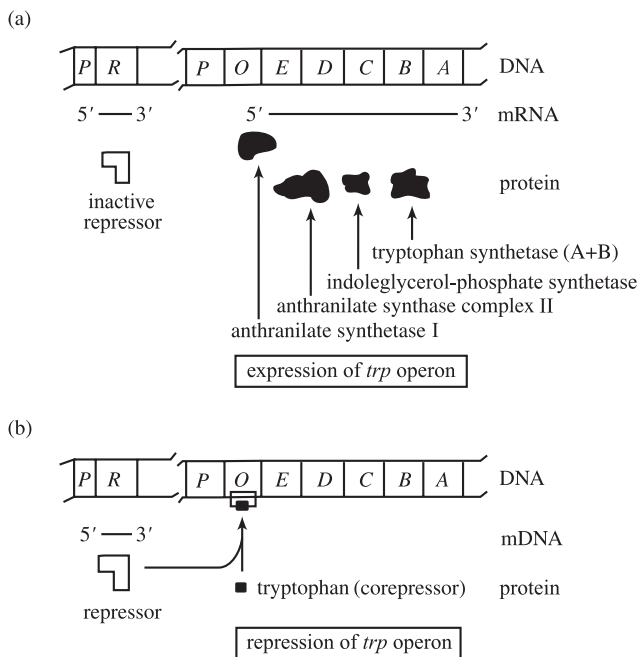 (a)
P R P O E D C B A DNA
5′ 3′ 5′ 3′ mRNA
inactive
repressor
protein
tryptophan synthetase (A+B)
indoleglycerol-phosphate synthetase
anthranilate synthase complex II
anthranilate synthetase I
expression of trp operon
(b)
P R P O E D C B A DNA
5′ 3′ mDNA
repressor
tryptophan (corepressor) protein
repression of trp operon